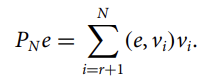 P_N e = \sum_{i=r+1}^{N} (e, v_i) v_i.